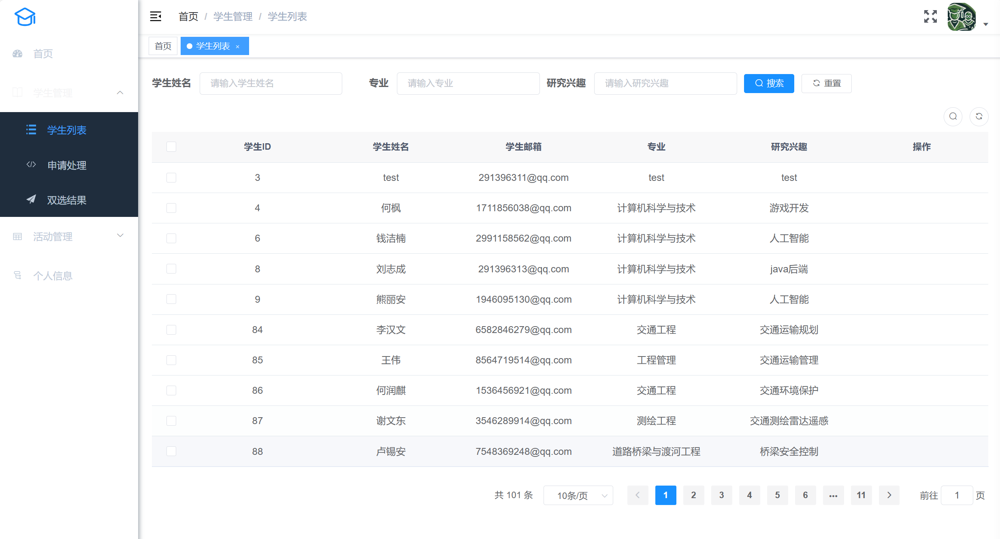 首页 / 学生管理 / 学生列表
首页
学生列表 ×
首页
学生管理
学生列表
申请处理
双选结果
活动管理
个人信息
学生姓名 请输入学生姓名 专业 请输入专业 研究兴趣 请输入研究兴趣 搜索 重置
学生ID 学生姓名 学生邮箱 专业 研究兴趣 操作
3 test 291396311@qq.com test test
4 何枫 1711856038@qq.com 计算机科学与技术 游戏开发
6 钱洁楠 2991158562@qq.com 计算机科学与技术 人工智能
8 刘志成 291396313@qq.com 计算机科学与技术 java后端
9 熊丽安 1946095130@qq.com 计算机科学与技术 人工智能
84 李汉文 6582846279@qq.com 交通工程 交通运输规划
85 王伟 8564719514@qq.com 工程管理 交通运输管理
86 何润麒 1536456921@qq.com 交通工程 交通环境保护
87 谢文东 3546289914@qq.com 测绘工程 交通测绘雷达遥感
88 卢锡安 7548369248@qq.com 道路桥梁与渡河工程 桥梁安全控制
共 101 条 10条/页 1 2 3 4 5 6 ... 11 前往 1 页